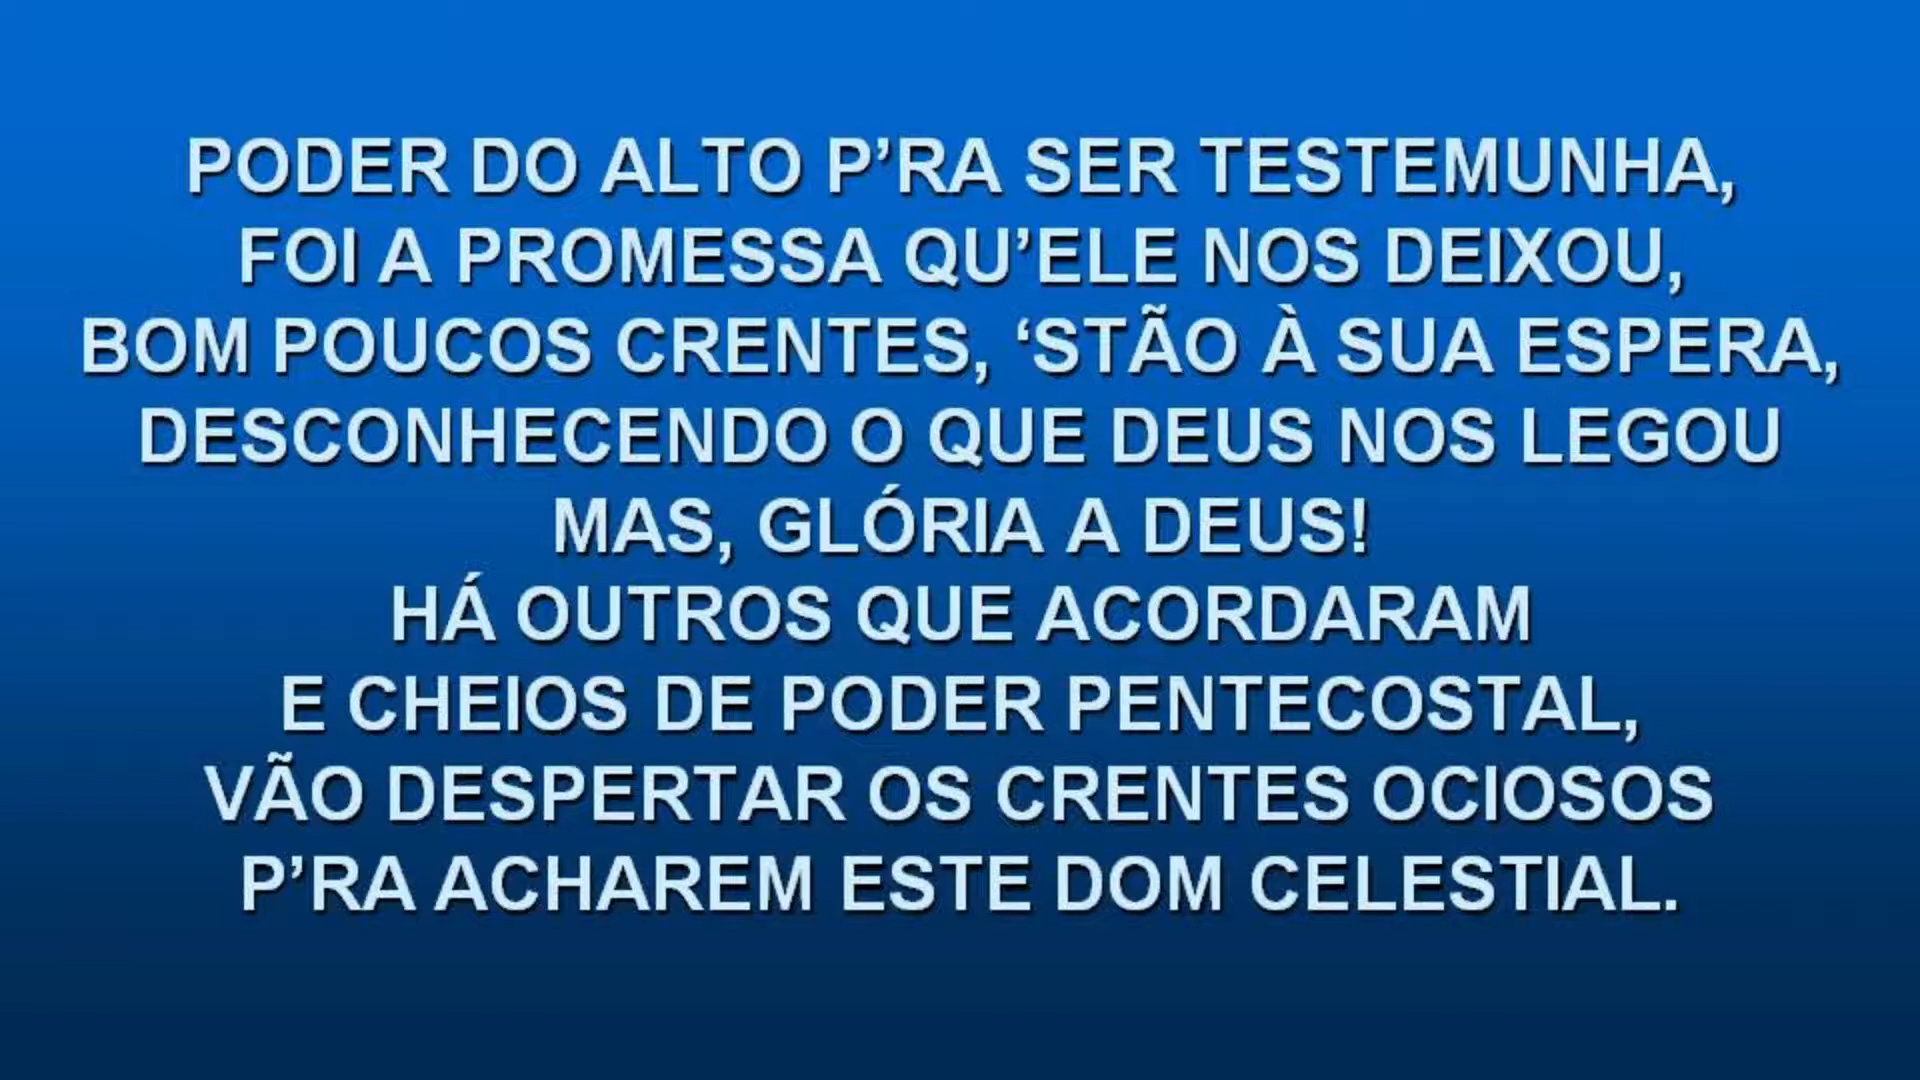 PODER DO ALTO P’RA SER TESTEMUNHA,
FOI A PROMESSA QU’ELE NOS DEIXOU,
BOM POUCOS CRENTES, ‘STÃO À SUA ESPERA,
DESCONHECENDO O QUE DEUS NOS LEGOU
MAS, GLÓRIA A DEUS!
HÁ OUTROS QUE ACORDARAM
E CHEIOS DE PODER PENTECOSTAL,
VÃO DESPERTAR OS CRENTES OCIOSOS
P’RA ACHAREM ESTE DOM CELESTIAL.